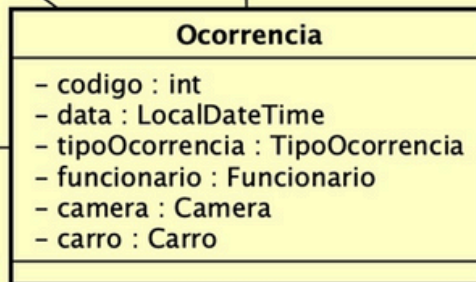 Ocorrencia
- codigo : int
- data : LocalDateTime
- tipoOcorrencia : TipoOcorrencia
- funcionario : Funcionario
- camera : Camera
- carro : Carro